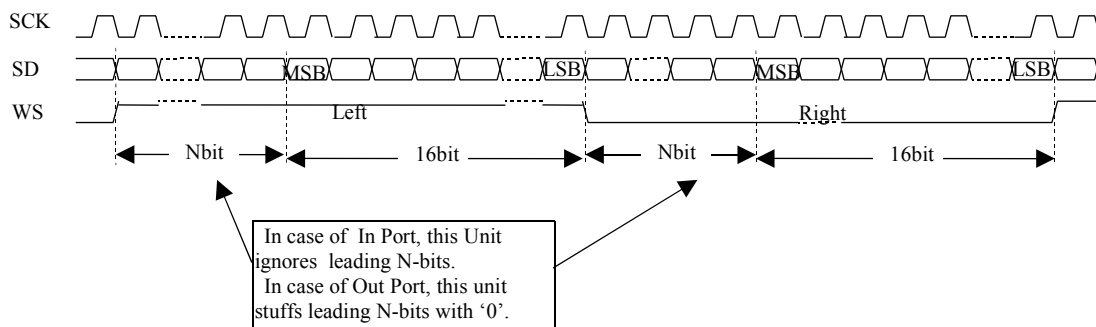 SCK
SD MSB LSB MSB LSB
WS Left Right
Nbit 16bit Nbit 16bit
In case of In Port, this Unit
ignores leading N-bits.
In case of Out Port, this unit
stuffs leading N-bits with ‘0’.